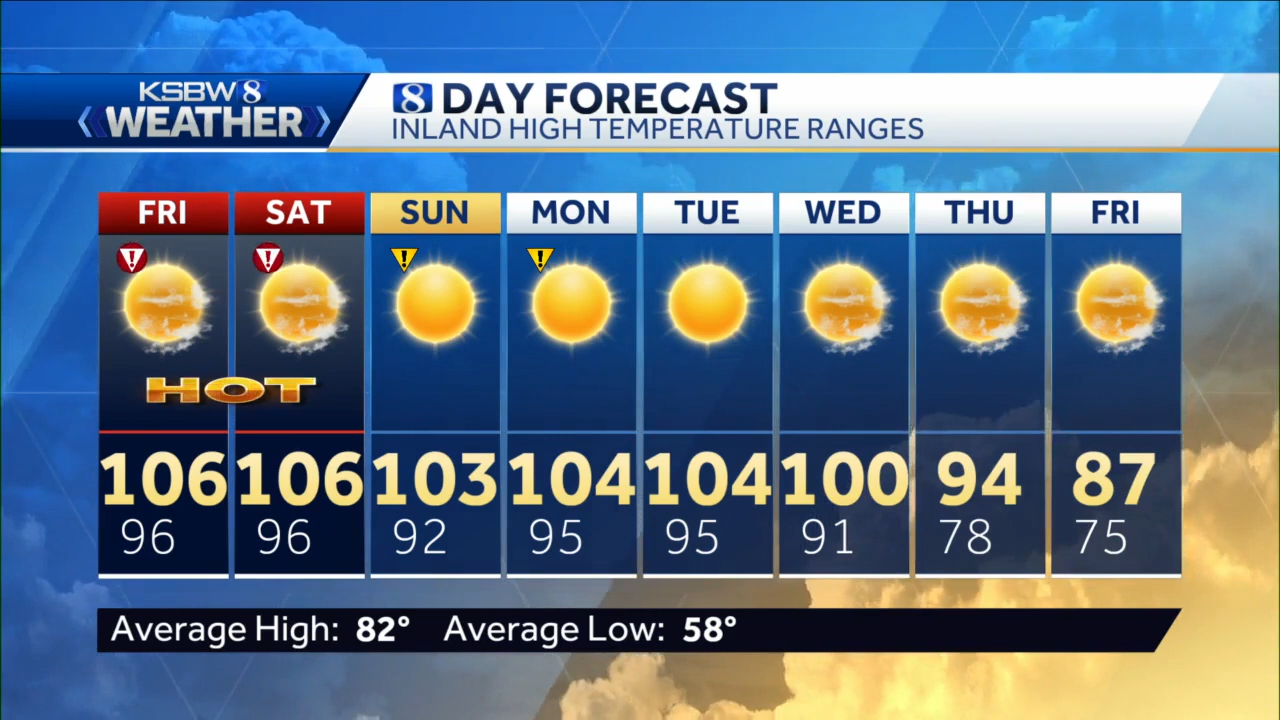 KSBW 8
WEATHER
8 DAY FORECAST
INLAND HIGH TEMPERATURE RANGES
FRI SAT SUN MON TUE WED THU FRI
! ! ! !
HOT
106 106 103 104 104 100 94 87
96 96 92 95 95 91 78 75
Average High: 82° Average Low: 58°